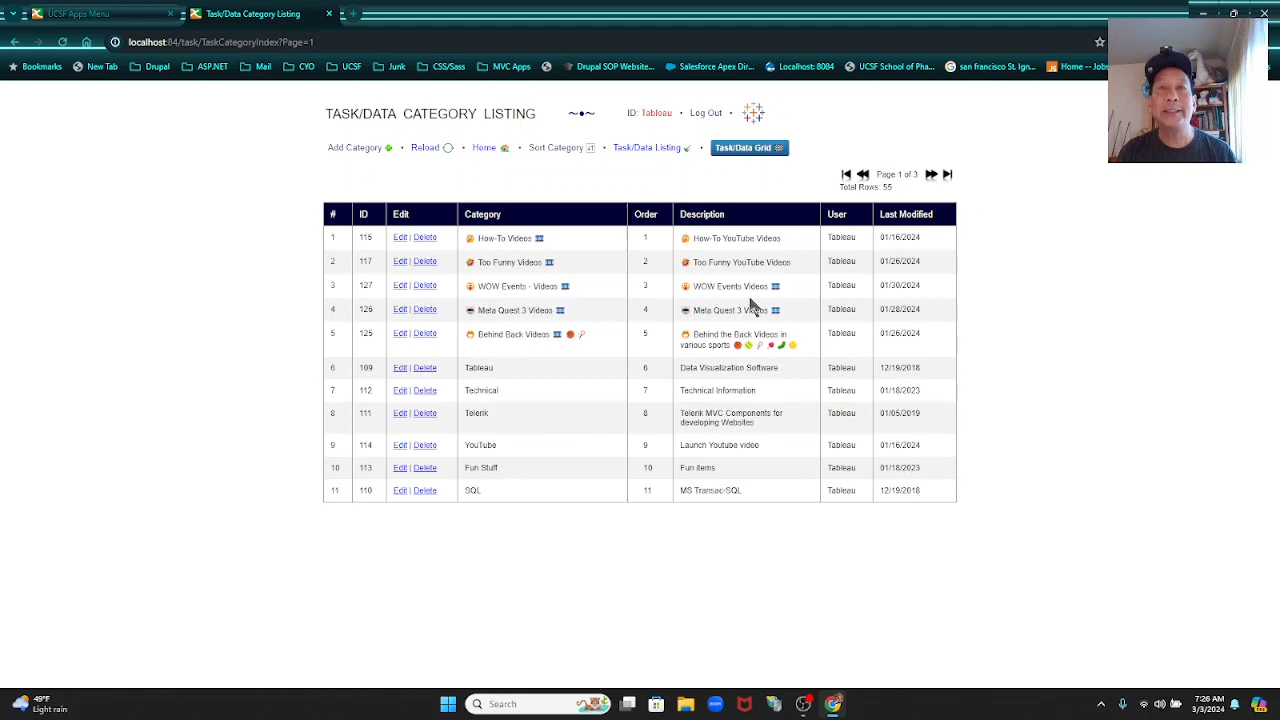 UCSF Apps Menu
Task/Data Category Listing
localhost:84/task/TaskCategoryIndex?Page=1
Bookmarks New Tab Drupal ASP.NET Mail CYO UCSF Junk CSS/Sass MVC Apps Drupal SOP Website... Salesforce Apex Dir... Localhost: 8084 UCSF School of Pha... san francisco St. Ign... Home -- Jobs
TASK/DATA CATEGORY LISTING
ID: Tableau • Log Out •
Add Category • Reload • Home • Sort Category • Task/Data Listing • Task/Data Grid
Page 1 of 3
Total Rows: 55
# ID Edit Category Order Description User Last Modified
1 115 Edit | Delete How-To Videos 1 How-To YouTube Videos Tableau 01/16/2024
2 117 Edit | Delete Too Funny Videos 2 Too Funny YouTube Videos Tableau 01/26/2024
3 127 Edit | Delete WOW Events - Videos 3 WOW Events Videos Tableau 01/30/2024
4 126 Edit | Delete Meta Quest 3 Videos 4 Meta Quest 3 Videos Tableau 01/28/2024
5 125 Edit | Delete Behind Back Videos 5 Behind the Back Videos in Tableau 01/26/2024
various sports
6 109 Edit | Delete Tableau 6 Data Visualization Software Tableau 12/19/2018
7 112 Edit | Delete Technical 7 Technical Information Tableau 01/18/2023
8 111 Edit | Delete Telerik 8 Telerik MVC Components for Tableau 01/05/2019
developing Websites
9 114 Edit | Delete YouTube 9 Launch Youtube video Tableau 01/16/2024
10 113 Edit | Delete Fun Stuff 10 Fun items Tableau 01/18/2023
11 110 Edit | Delete SQL 11 MS Transac-SQL Tableau 12/19/2018
49°F
Light rain
Search
zoom
7:26 AM
3/3/2024